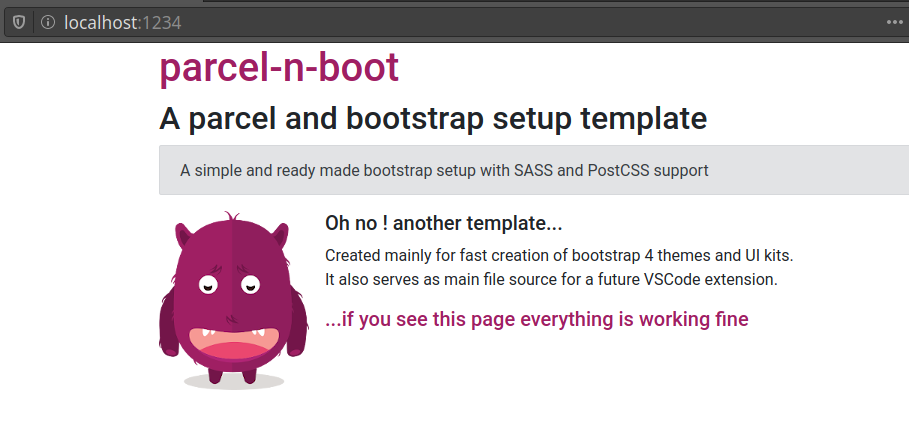 localhost:1234
parcel-n-boot
A parcel and bootstrap setup template
A simple and ready made bootstrap setup with SASS and PostCSS support
Oh no ! another template...
Created mainly for fast creation of bootstrap 4 themes and UI kits.
It also serves as main file source for a future VSCode extension.
...if you see this page everything is working fine